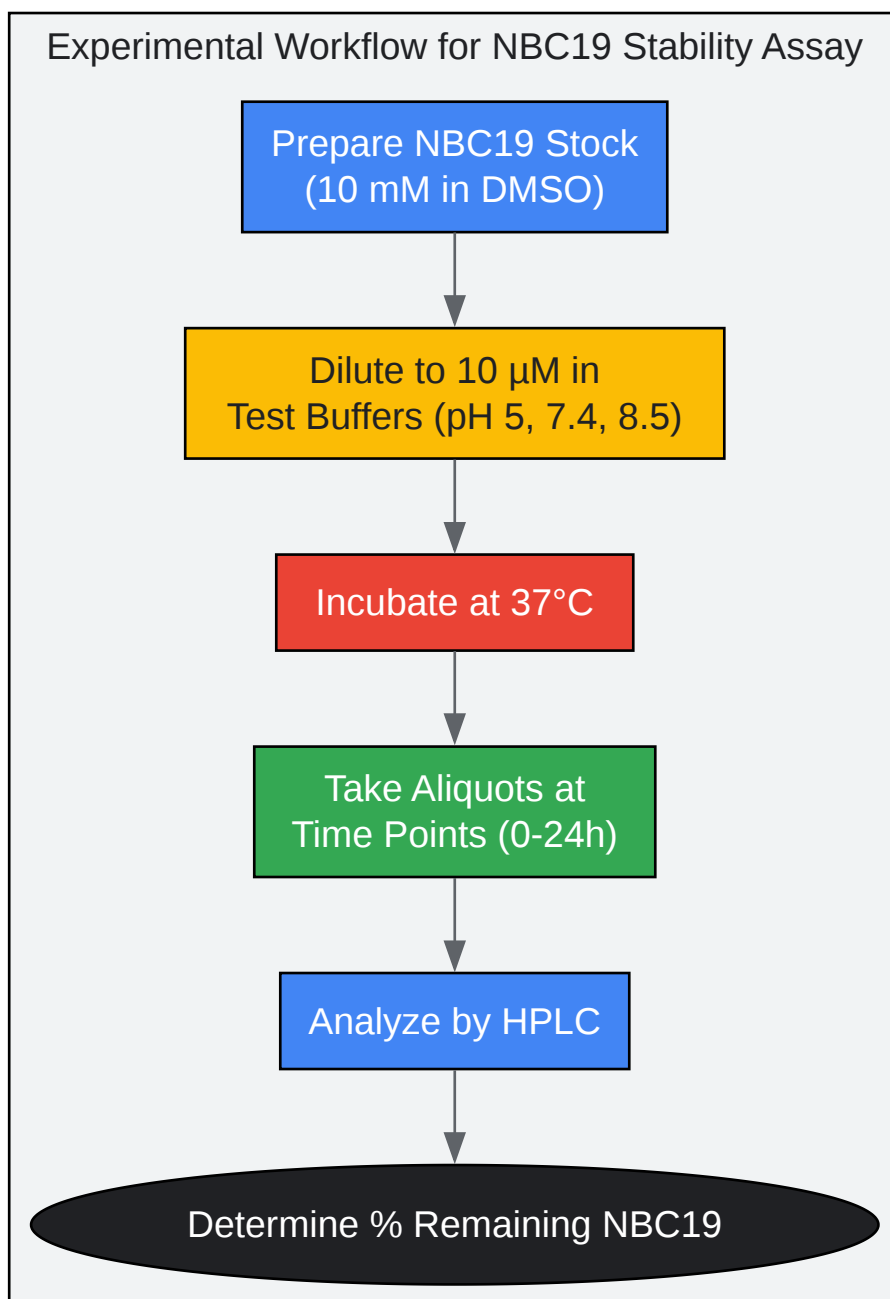 Experimental Workflow for NBC19 Stability Assay
Prepare NBC19 Stock
(10 mM in DMSO)
Dilute to 10 µM in
Test Buffers (pH 5, 7.4, 8.5)
Incubate at 37°C
Take Aliquots at
Time Points (0-24h)
Analyze by HPLC
Determine % Remaining NBC19